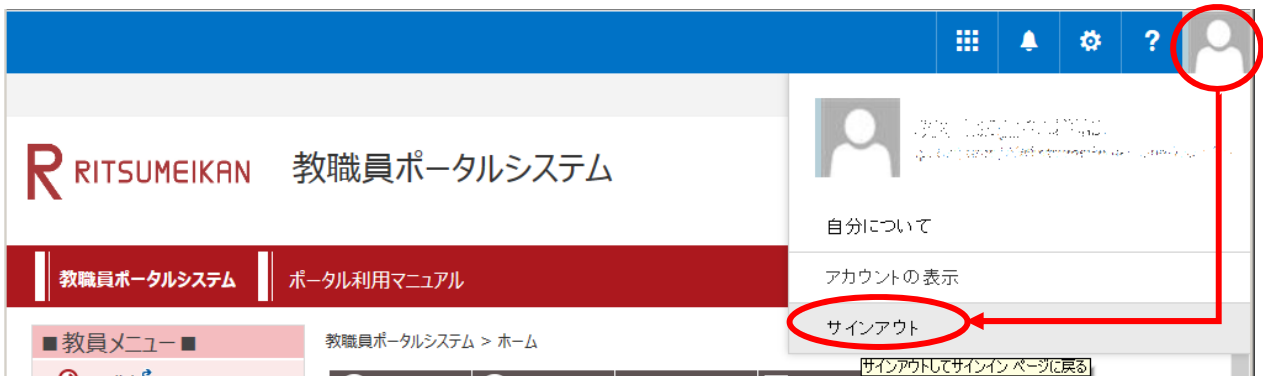 ?
RITSUMEIKAN 教職員ポータルシステム
自分について
教職員ポータルシステム ポータル利用マニュアル
アカウントの表示
サインアウト
■教員メニュー■
教職員ポータルシステム > ホーム
サインアウトしてサインイン ページに戻る